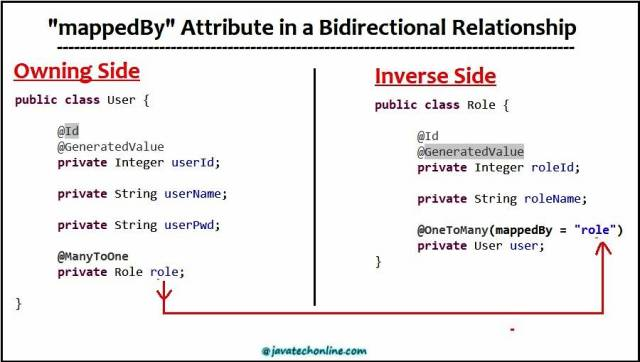 "mappedBy" Attribute in a Bidirectional Relationship
Owning Side
public class User {
@Id
@GeneratedValue
private Integer userId;
private String userName;
private String userPwd;
@ManyToOne
private Role role;
}
Inverse Side
public class Role {
@Id
@GeneratedValue
private Integer roleId;
private String roleName;
@OneToMany(mappedBy = "role")
private User user;
}
@javatechonline.com